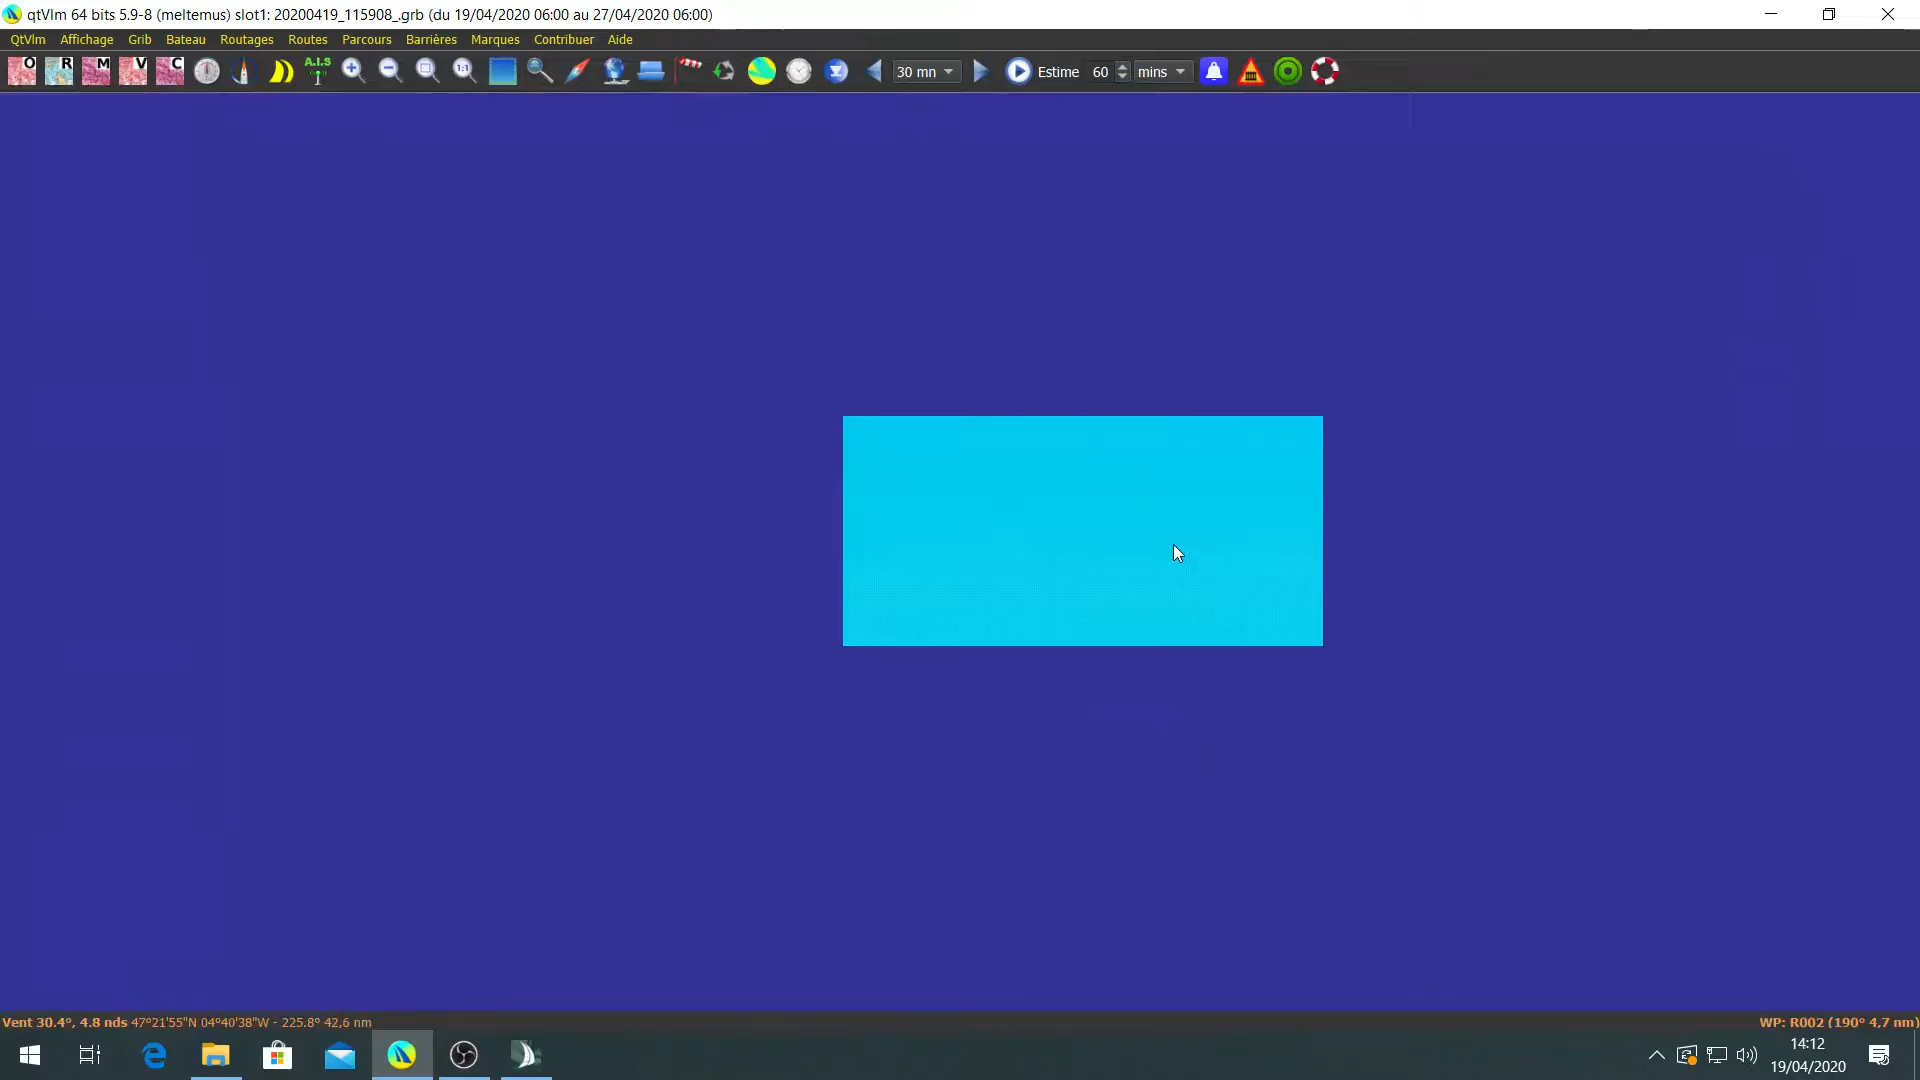 qtVlm 64 bits 5.9-8 (meltemus) slot1: 20200419_115908_.grb (du 19/04/2020 06:00 au 27/04/2020 06:00)
QtVlm Affichage Grib Bateau Routages Routes Parcours Barrières Marques Contribuer Aide
O R M V C A.I.S 1:1 30 mn Estime 60 mins
Vent 30.4°, 4.8 nds 47°21'55"N 04°40'38"W - 225.8° 42,6 nm
WP: R002 (190° 4,7 nm)
14:12
19/04/2020